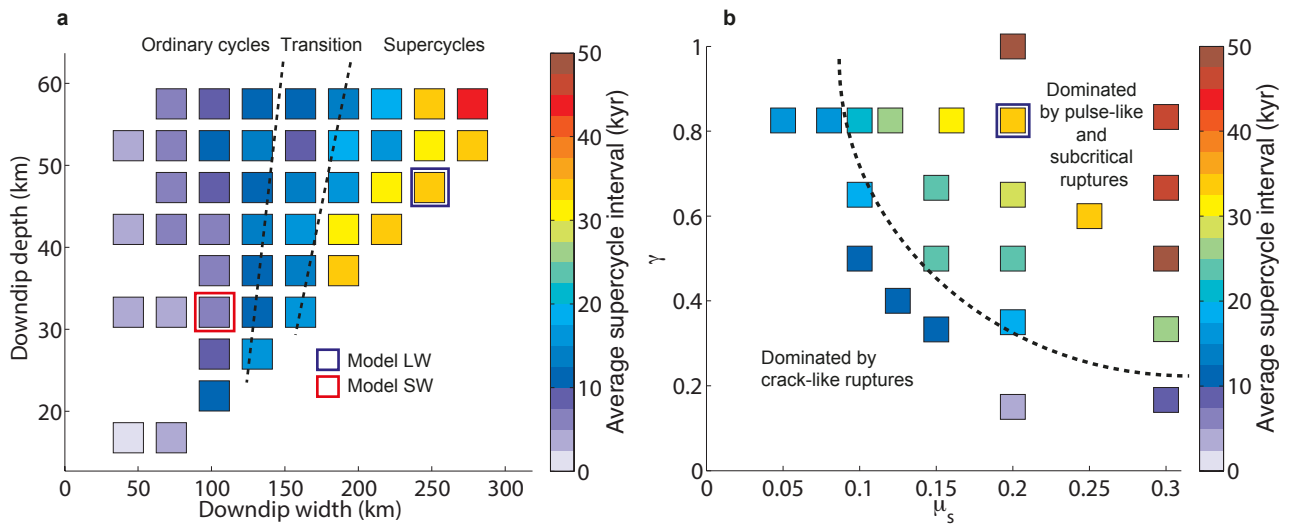 a
Ordinary cycles Transition Supercycles
60
50
40
30
20
Downdip depth (km)
0 50 100 150 200 250 300
Downdip width (km)
Model LW
Model SW
50
40
30
20
10
0
Average supercycle interval (kyr)
b
1
0.8
0.6
0.4
0.2
0
γ
0 0.05 0.1 0.15 0.2 0.25 0.3
μs
Dominated
by pulse-like
and
subcritical
ruptures
Dominated by
crack-like ruptures
50
40
30
20
10
0
Average supercycle interval (kyr)